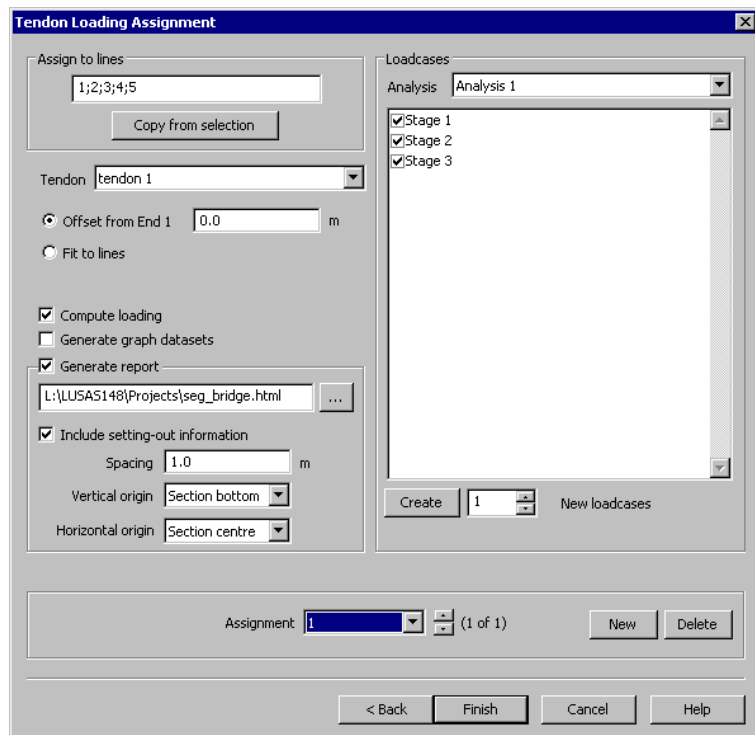 Tendon Loading Assignment
Assign to lines
1;2;3;4;5
Copy from selection
Tendon tendon 1
Offset from End 1 0.0 m
Fit to lines
Compute loading
Generate graph datasets
Generate report
L:\LUSAS148\Projects\seg_bridge.html ...
Include setting-out information
Spacing 1.0 m
Vertical origin Section bottom
Horizontal origin Section centre
Loadcases
Analysis Analysis 1
Stage 1
Stage 2
Stage 3
Create 1 New loadcases
Assignment 1 (1 of 1) New Delete
< Back Finish Cancel Help